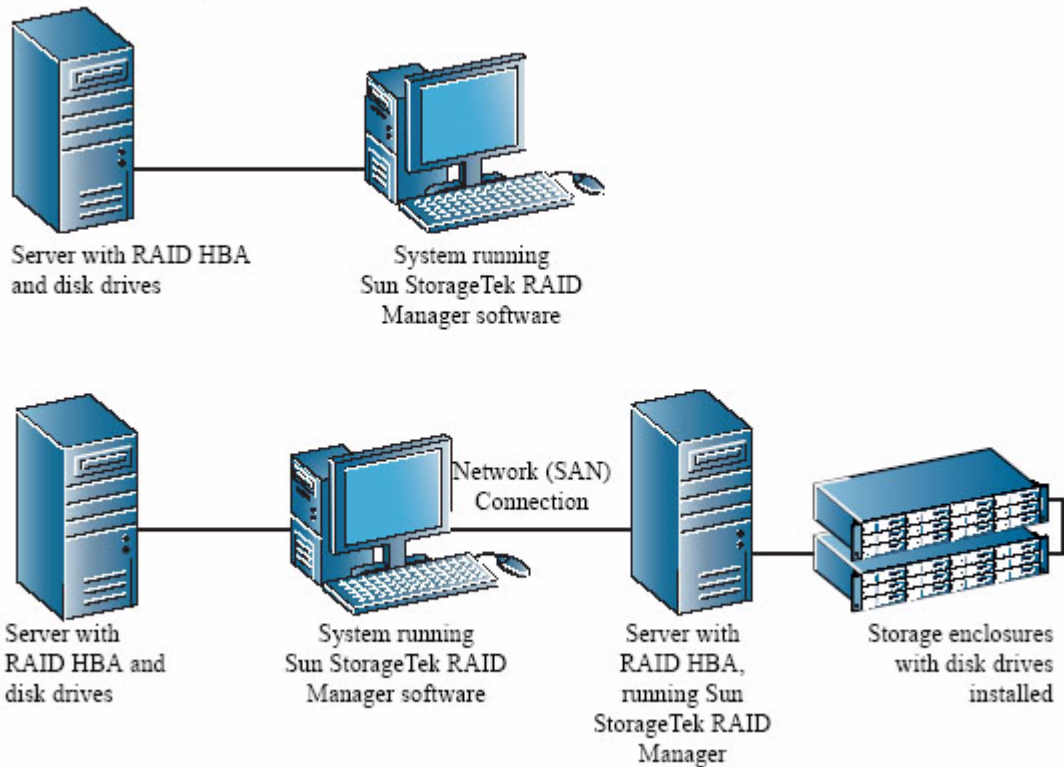 Server with RAID HBA
and disk drives
System running
Sun StorageTek RAID
Manager software
Network (SAN)
Connection
Server with
RAID HBA and
disk drives
System running
Sun StorageTek RAID
Manager software
Server with
RAID HBA,
running Sun
StorageTek RAID
Manager
Storage enclosures
with disk drives
installed